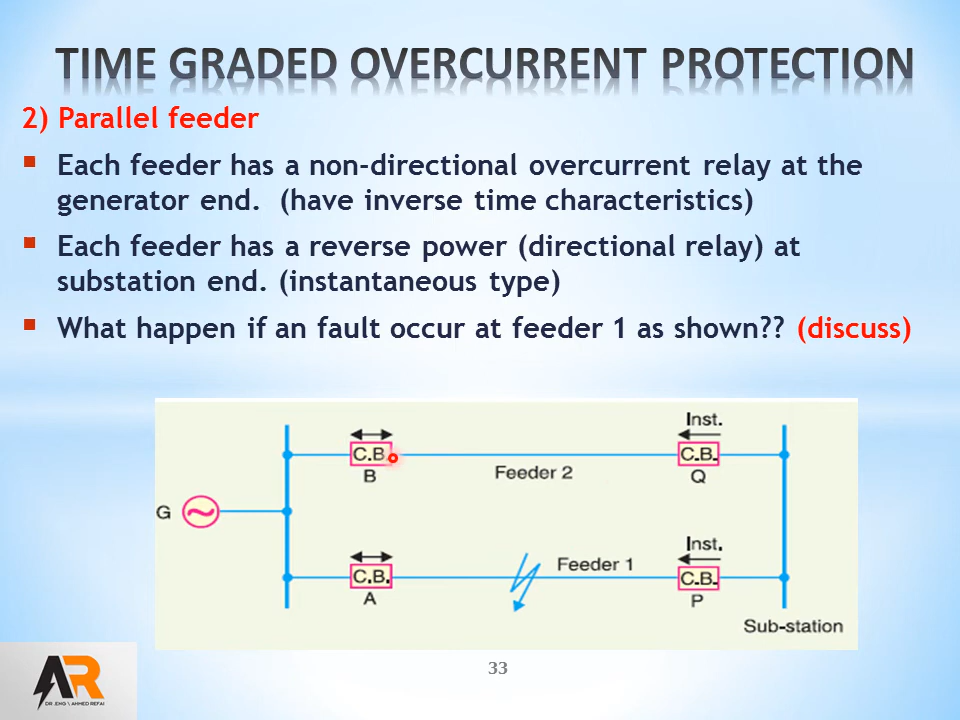 TIME GRADED OVERCURRENT PROTECTION
2) Parallel feeder
Each feeder has a non-directional overcurrent relay at the
generator end. (have inverse time characteristics)
Each feeder has a reverse power (directional relay) at
substation end. (instantaneous type)
What happen if an fault occur at feeder 1 as shown?? (discuss)
Inst.
C.B.
C.B.
B
Feeder 2
Q
G
Inst.
Feeder 1
C.B.
C.B.
A
P
Sub-station
AR
DR .ENG \ AHMED REFAI
33